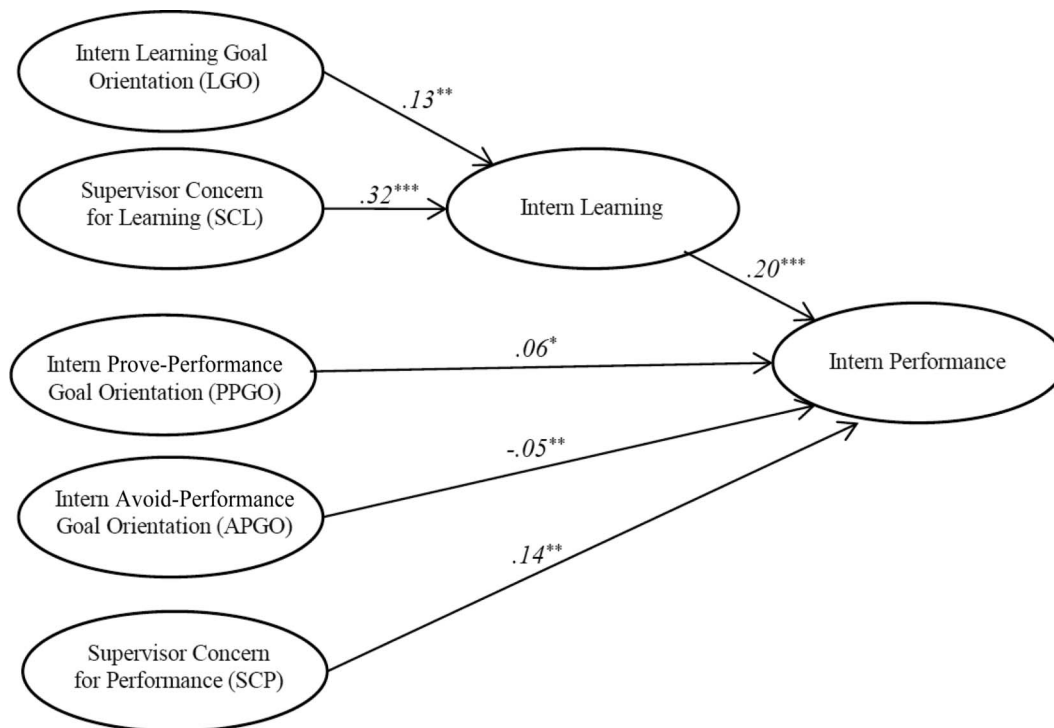 Intern Learning Goal
Orientation (LGO)
.13**
Supervisor Concern
for Learning (SCL)
.32***
Intern Learning
.20***
Intern Prove-Performance
Goal Orientation (PPGO)
.06*
Intern Performance
Intern Avoid-Performance
Goal Orientation (APGO)
-.05**
.14**
Supervisor Concern
for Performance (SCP)